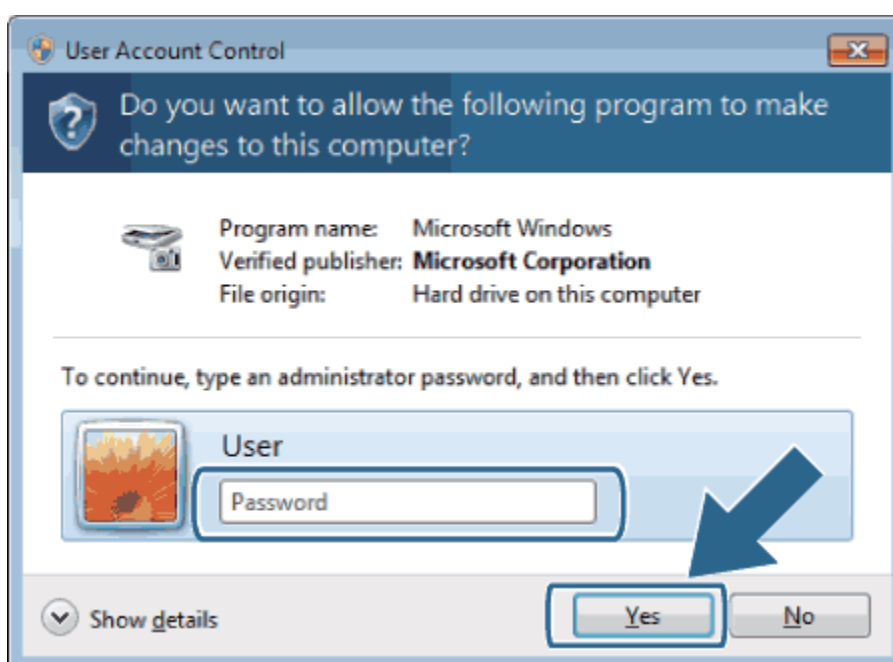 User Account Control
Do you want to allow the following program to make
changes to this computer?
Program name: Microsoft Windows
Verified publisher: Microsoft Corporation
File origin: Hard drive on this computer
To continue, type an administrator password, and then click Yes.
User
Password
Show details Yes No